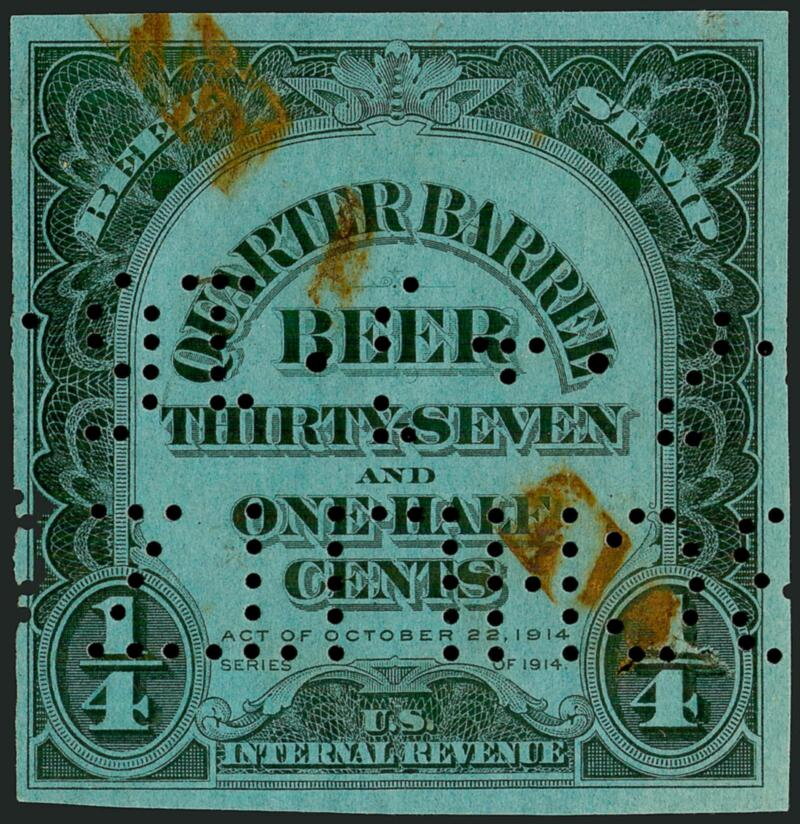 BEER STAMP
QUARTER BARREL
BEER
THIRTY-SEVEN
AND
ONE-HALF
CENTS
ACT OF OCTOBER 22, 1914
SERIES OF 1914.
1/4 1/4
U.S.
INTERNAL REVENUE